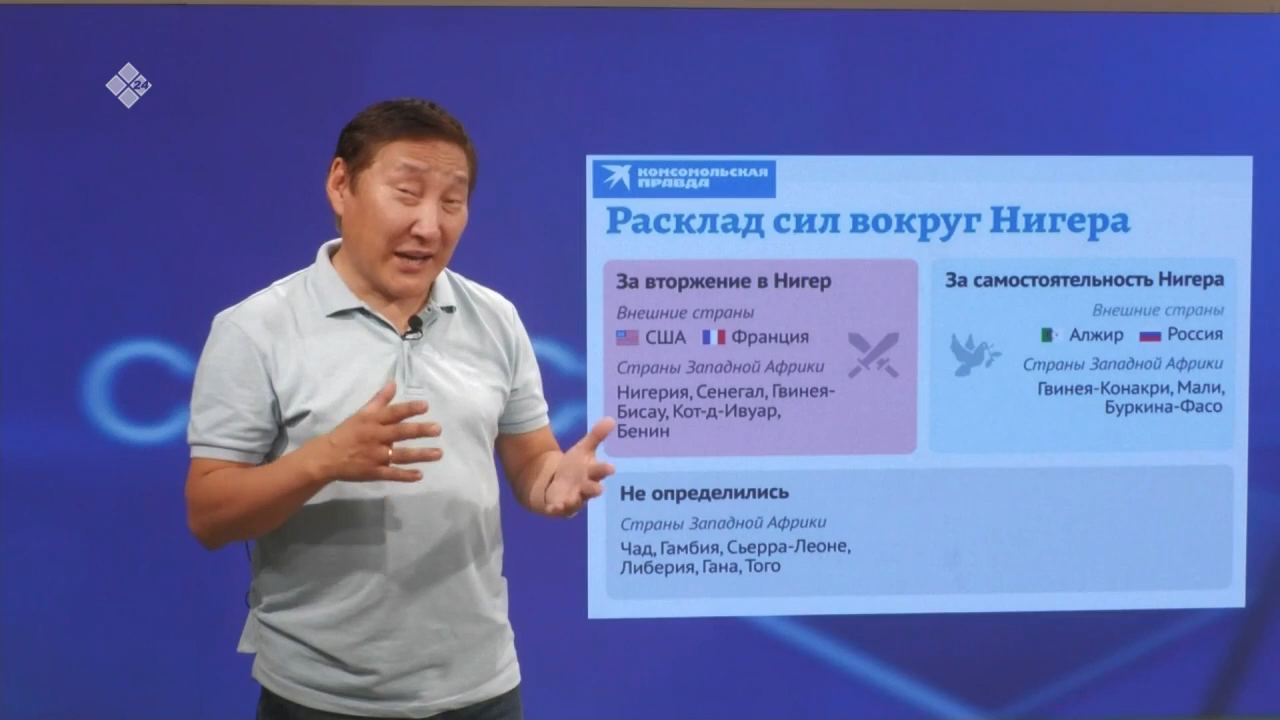 24
КОМСОМОЛЬСКАЯ
ПРАВДА
Расклад сил вокруг Нигера
За вторжение в Нигер
Внешние страны
США Франция
Страны Западной Африки
Нигерия, Сенегал, Гвинея-
Бисау, Кот-д-Ивуар,
Бенин
За самостоятельность Нигера
Внешние страны
Алжир Россия
Страны Западной Африки
Гвинея-Конакри, Мали,
Буркина-Фасо
Не определились
Страны Западной Африки
Чад, Гамбия, Сьерра-Леоне,
Либерия, Гана, Того